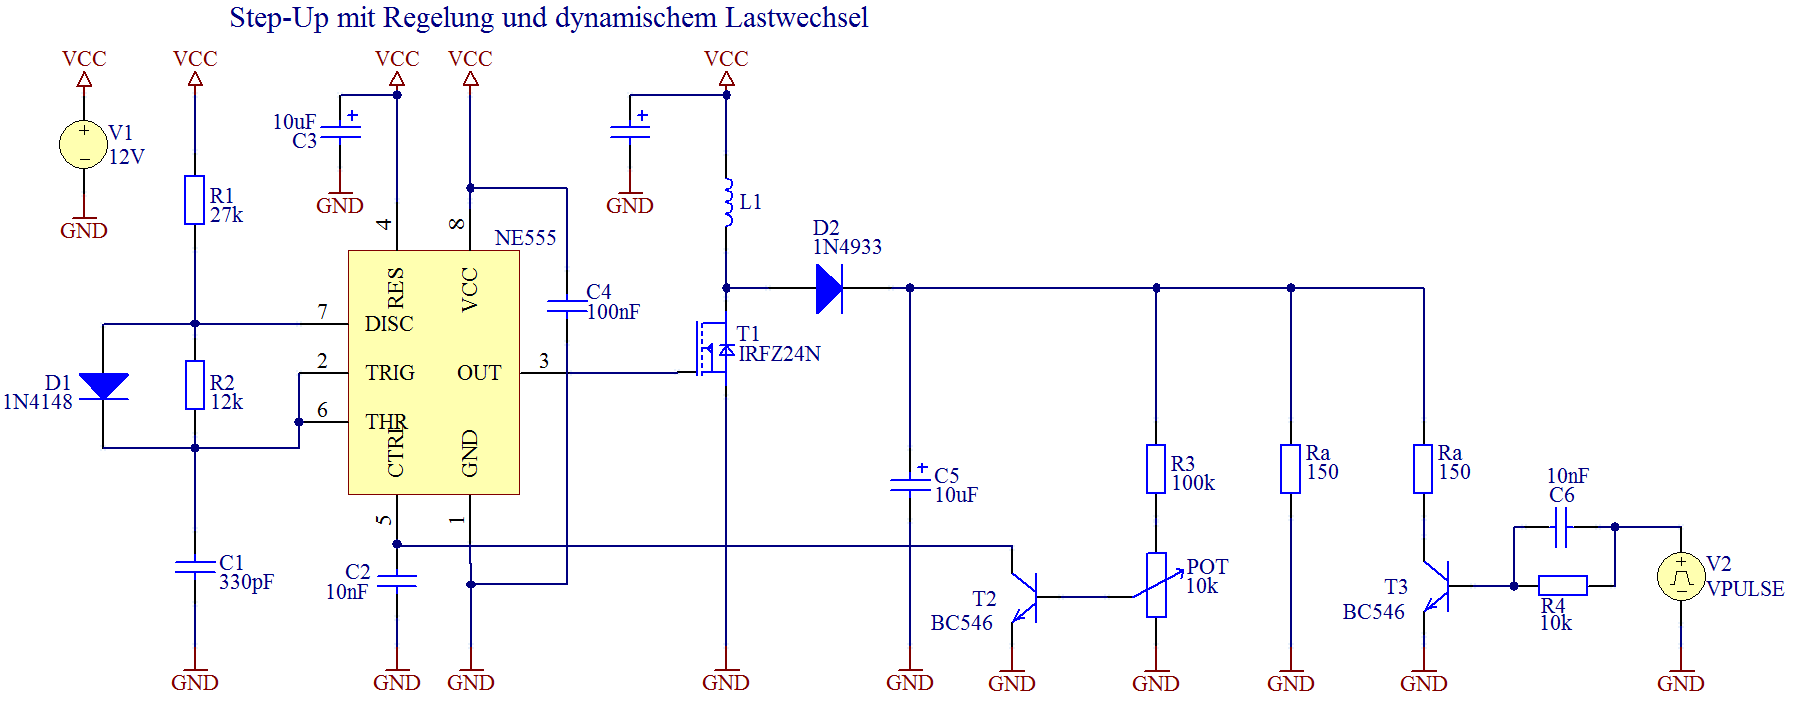 Step-Up mit Regelung und dynamischem Lastwechsel
VCC
VCC
VCC
VCC
VCC
V1
12V
GND
R1
27k
10uF
C3
GND
GND
L1
4
8
NE555
RES
VCC
7
DISC
2
TRIG
OUT
3
6
THR
CTRL
GND
5
1
C4
100nF
D1
1N4148
R2
12k
C1
330pF
GND
C2
10nF
GND
GND
D2
1N4933
T1
IRFZ24N
GND
C5
10uF
GND
T2
BC546
GND
R3
100k
POT
10k
GND
Ra
150
GND
Ra
150
T3
BC546
GND
10nF
C6
R4
10k
V2
VPULSE
GND